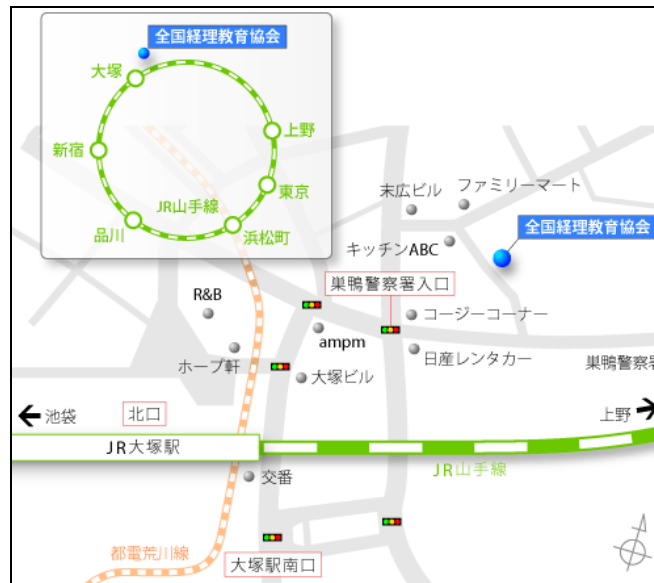 全国経理教育協会
大塚
上野
新宿
東京
JR山手線
品川
浜松町
末広ビル
ファミリーマート
全国経理教育協会
キッチンABC
巣鴨警察署入口
R&B
コージーコーナー
ampm
日産レンタカー
ホープ軒
大塚ビル
巣鴨警察署
北口
池袋
上野
JR大塚駅
JR山手線
交番
都電荒川線
大塚駅南口